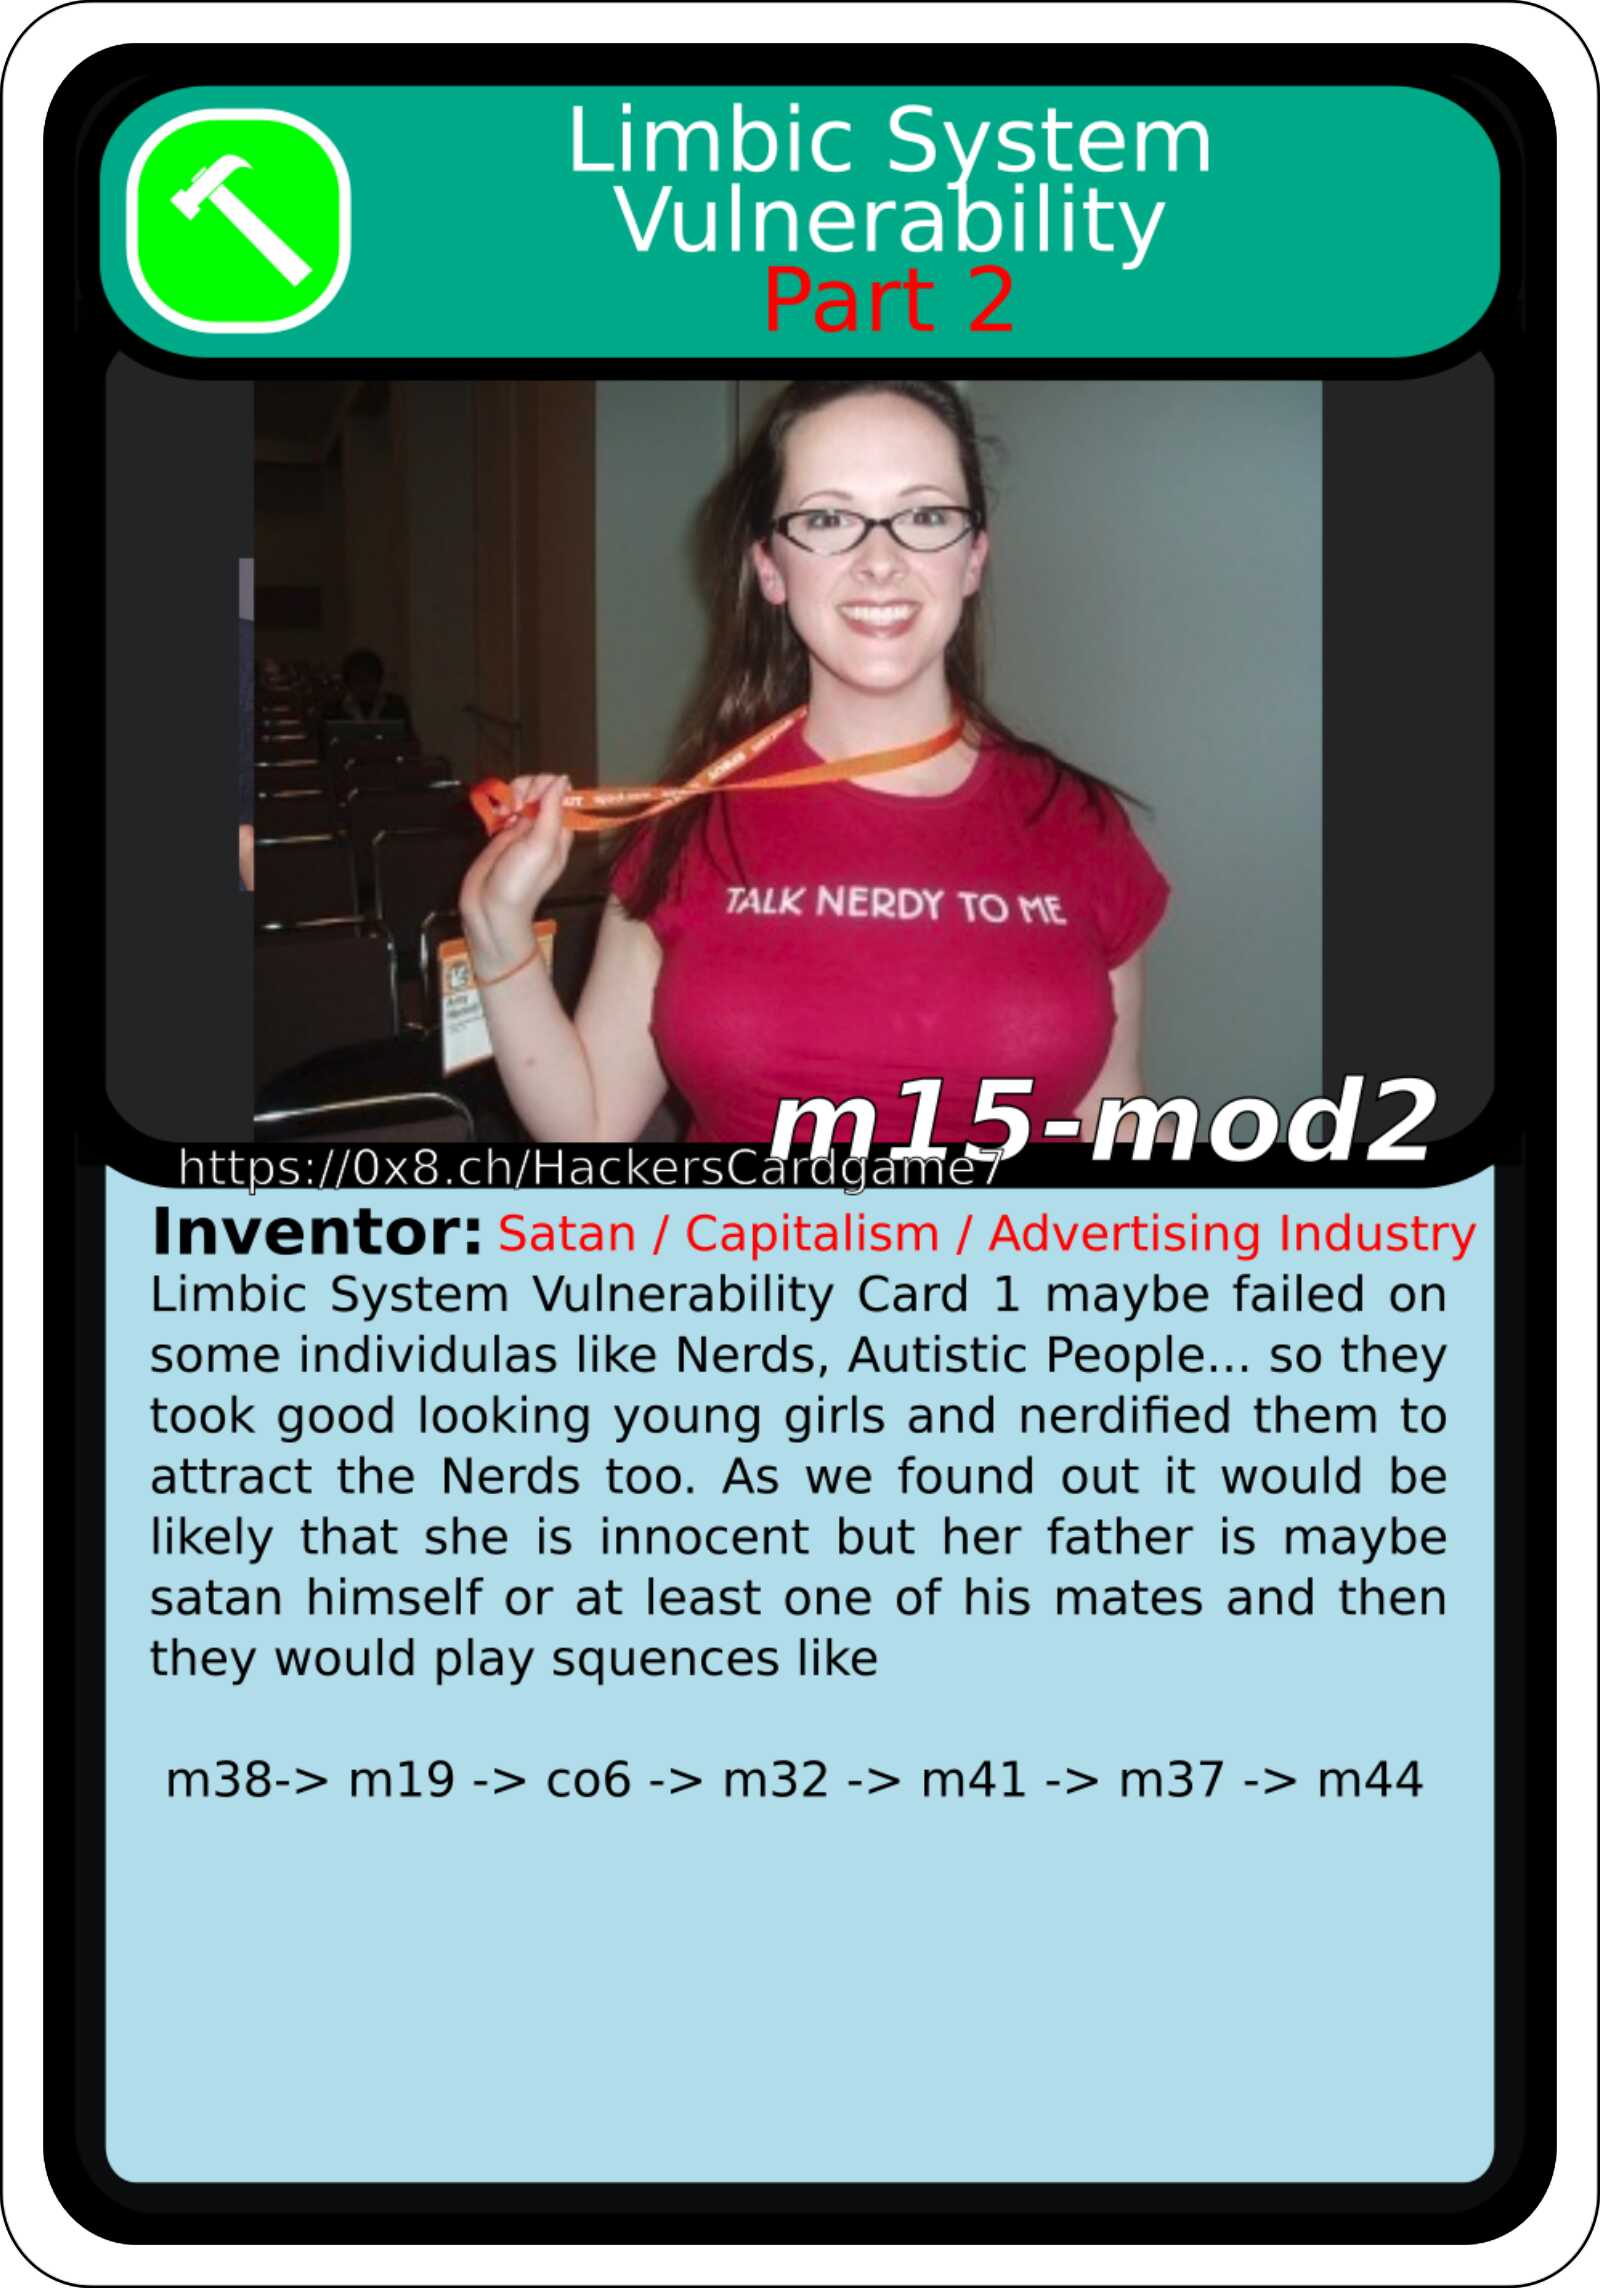 Limbic System
Vulnerability
Part 2
TALK NERDY TO ME
m15-mod2
https://0x8.ch/HackersCardgame7
Inventor: Satan / Capitalism / Advertising Industry
Limbic System Vulnerability Card 1 maybe failed on
some individulas like Nerds, Autistic People... so they
took good looking young girls and nerdified them to
attract the Nerds too. As we found out it would be
likely that she is innocent but her father is maybe
satan himself or at least one of his mates and then
they would play squences like
m38-> m19 -> co6 -> m32 -> m41 -> m37 -> m44